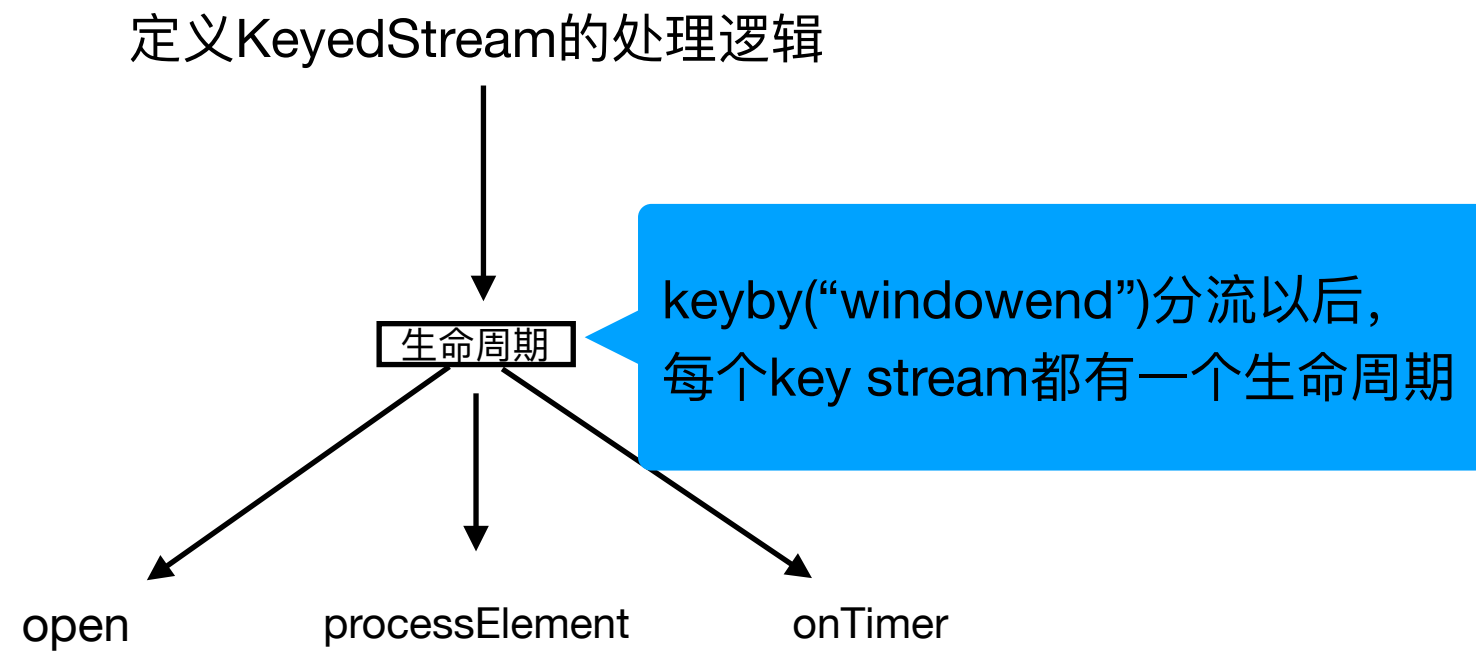 定义KeyedStream的处理逻辑
生命周期
keyby(“windowend”)分流以后，
每个key stream都有一个生命周期
open
processElement
onTimer